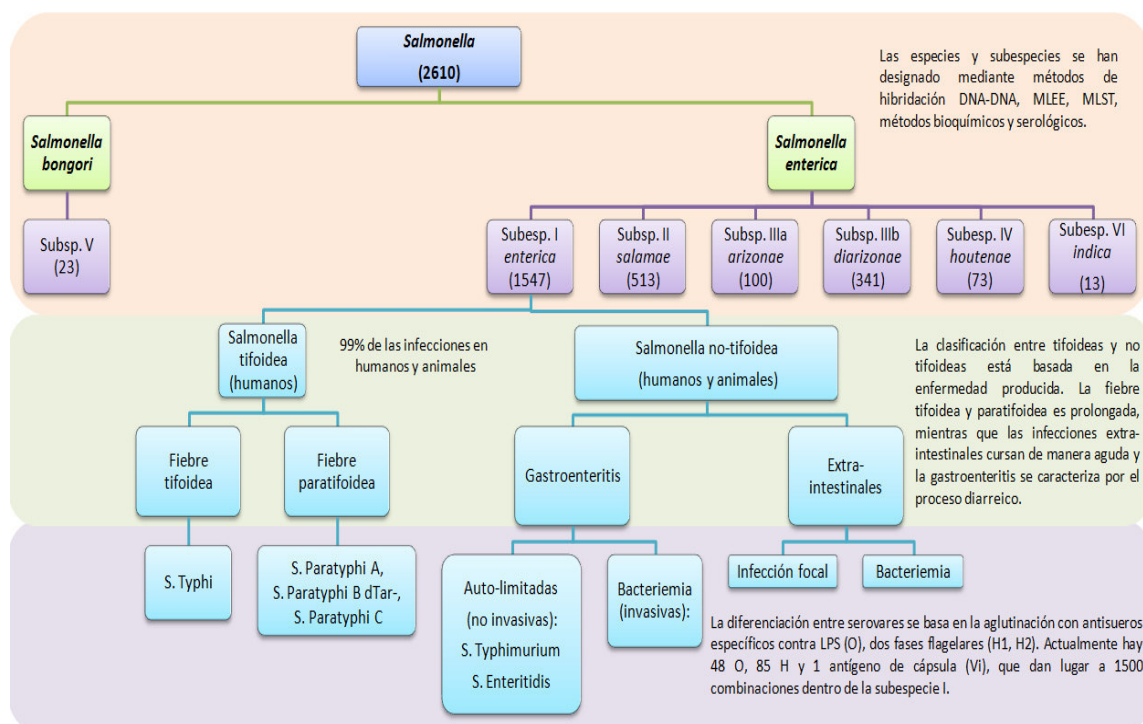 Salmonella
(2610)
Las especies y subespecies se han
designado mediante métodos de
hibridación DNA-DNA, MLEE, MLST,
métodos bioquímicos y serológicos.
Salmonella
bongori
Salmonella
enterica
Subsp. V
(23)
Subesp. I
enterica
(1547)
Subsp. II
salamae
(513)
Subsp. IIIa
arizonae
(100)
Subsp. IIIb
diarizonae
(341)
Subesp. IV
houtenae
(73)
Subesp. VI
indica
(13)
Salmonella
tifoidea
(humanos)
99% de las infecciones en
humanos y animales
Salmonella no-tifoidea
(humanos y animales)
La clasificación entre tifoideas y no
tifoideas está basada en la
enfermedad producida. La fiebre
tifoidea y paratifoidea es prolongada,
mientras que las infecciones extra-
intestinales cursan de manera aguda y
la gastroenteritis se caracteriza por el
proceso diarreico.
Fiebre
tifoidea
Fiebre
paratifoidea
Gastroenteritis
Extra-
intestinales
S. Typhi
S. Paratyphi A,
S. Paratyphi B dTar-,
S. Paratyphi C
Auto-limitadas
(no invasivas):
S. Typhimurium
S. Enteritidis
Bacteriemia
(invasivas):
Infección focal
Bacteriemia
La diferenciación entre serovares se basa en la aglutinación con antisueros
específicos contra LPS (O), dos fases flagelares (H1, H2). Actualmente hay
48 O, 85 H y 1 antígeno de cápsula (Vi), que dan lugar a 1500
combinaciones dentro de la subespecie I.